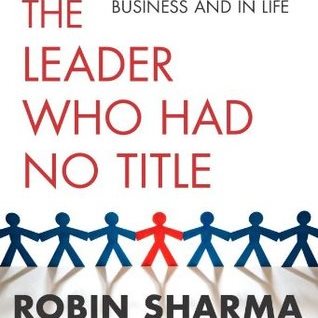 BUSINESS AND IN LIFE
THE
LEADER
WHO HAD
NO TITLE
ROBIN SHARMA